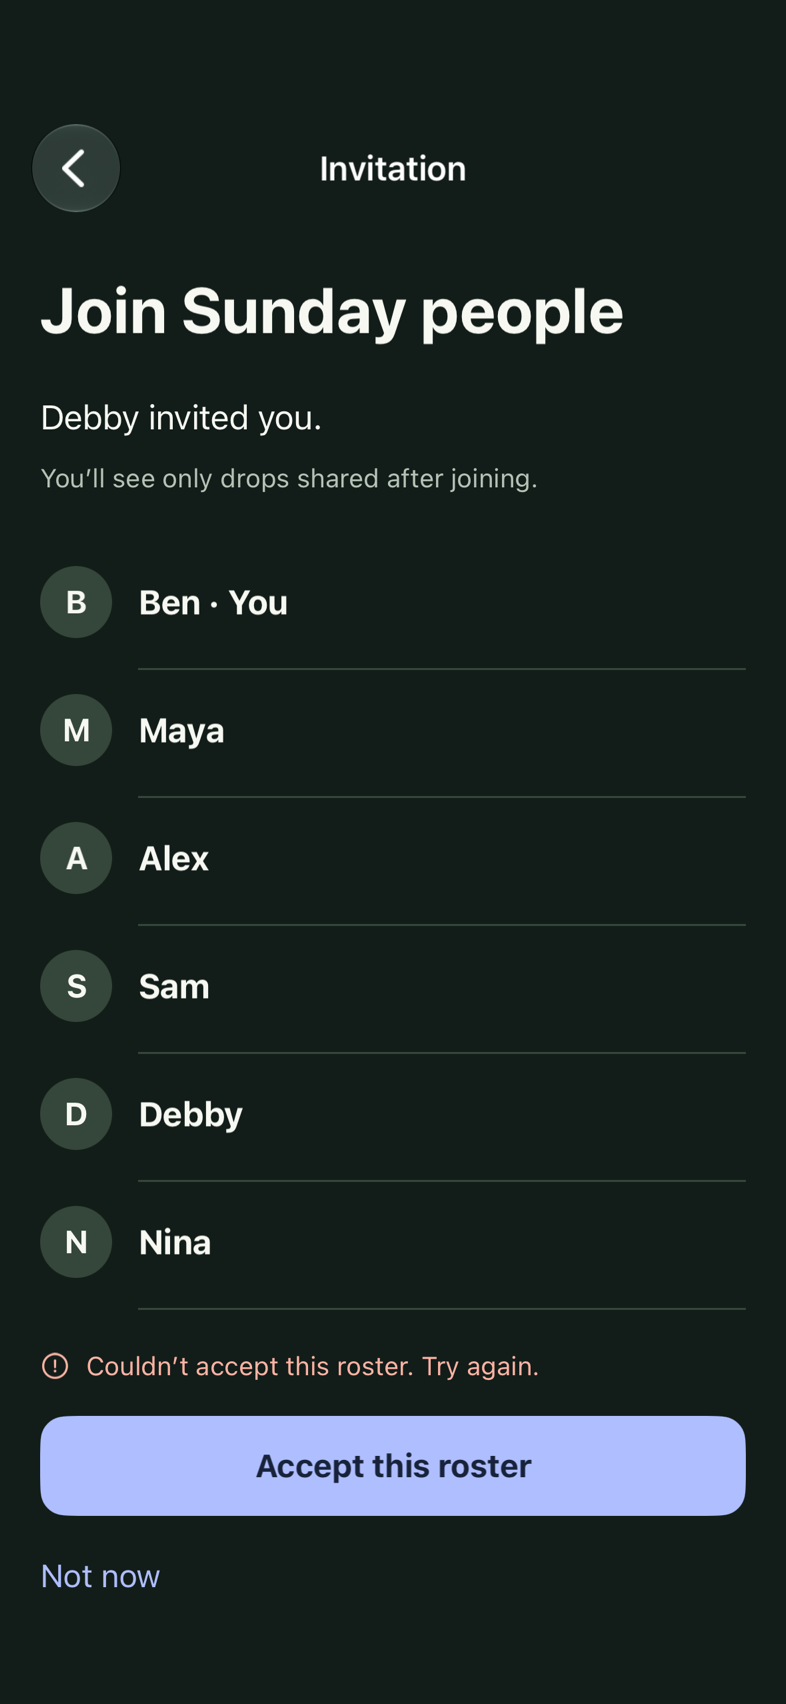 Invitation
Join Sunday people
Debby invited you.
You’ll see only drops shared after joining.
B
Ben · You
M
Maya
A
Alex
S
Sam
D
Debby
N
Nina
Couldn’t accept this roster. Try again.
Accept this roster
Not now